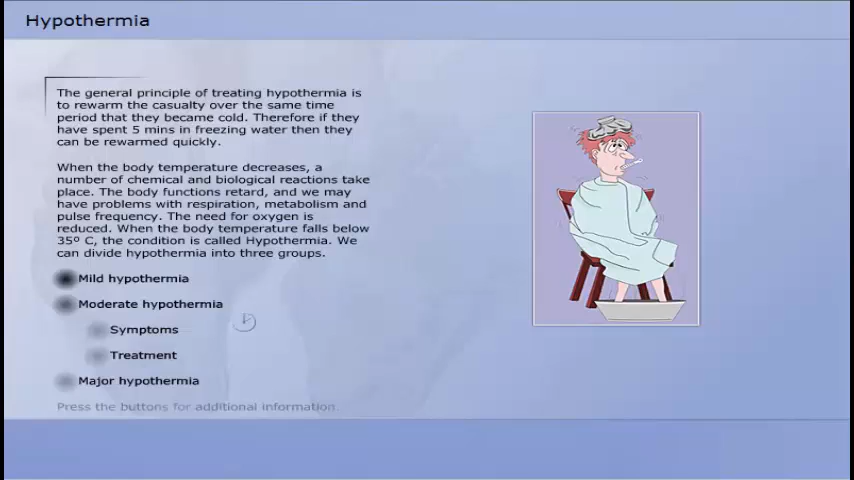 Hypothermia
The general principle of treating hypothermia is
to rewarm the casualty over the same time
period that they became cold. Therefore if they
have spent 5 mins in freezing water then they
can be rewarmed quickly.
When the body temperature decreases, a
number of chemical and biological reactions take
place. The body functions retard, and we may
have problems with respiration, metabolism and
pulse frequency. The need for oxygen is
reduced. When the body temperature falls below
35º C, the condition is called Hypothermia. We
can divide hypothermia into three groups.
Mild hypothermia
Moderate hypothermia
Symptoms
Treatment
Major hypothermia
Press the buttons for additional information.